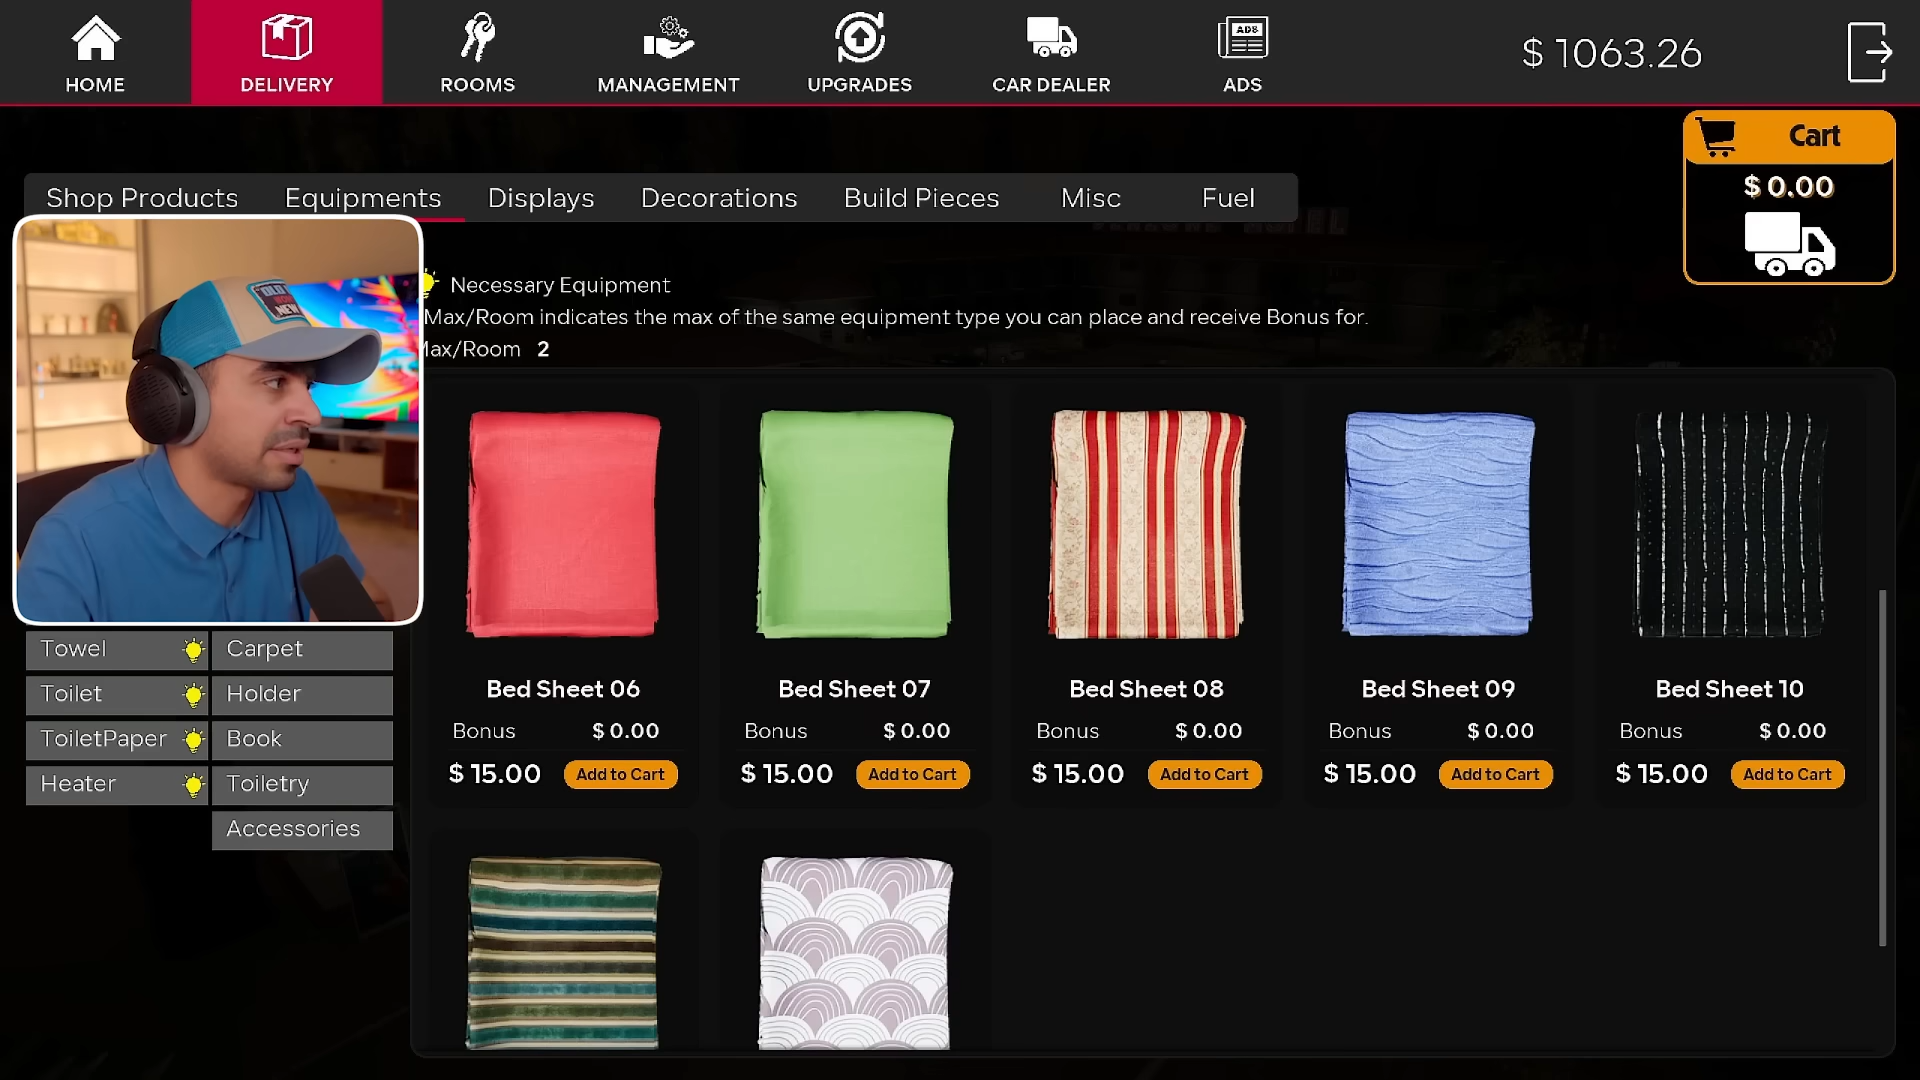 HOME
DELIVERY
ROOMS
MANAGEMENT
UPGRADES
ADS
CAR DEALER
ADS
$ 1063.26
Cart
$ 0.00
Shop Products
Equipments
Displays
Decorations
Build Pieces
Misc
Fuel
Necessary Equipment
Max/Room indicates the max of the same equipment type you can place and receive Bonus for.
Max/Room 2
OLD
NEW
Towel
Carpet
Toilet
Holder
ToiletPaper
Book
Heater
Toiletry
Accessories
Bed Sheet 06
Bonus $ 0.00
$ 15.00 Add to Cart
Bed Sheet 07
Bonus $ 0.00
$ 15.00 Add to Cart
Bed Sheet 08
Bonus $ 0.00
$ 15.00 Add to Cart
Bed Sheet 09
Bonus $ 0.00
$ 15.00 Add to Cart
Bed Sheet 10
Bonus $ 0.00
$ 15.00 Add to Cart